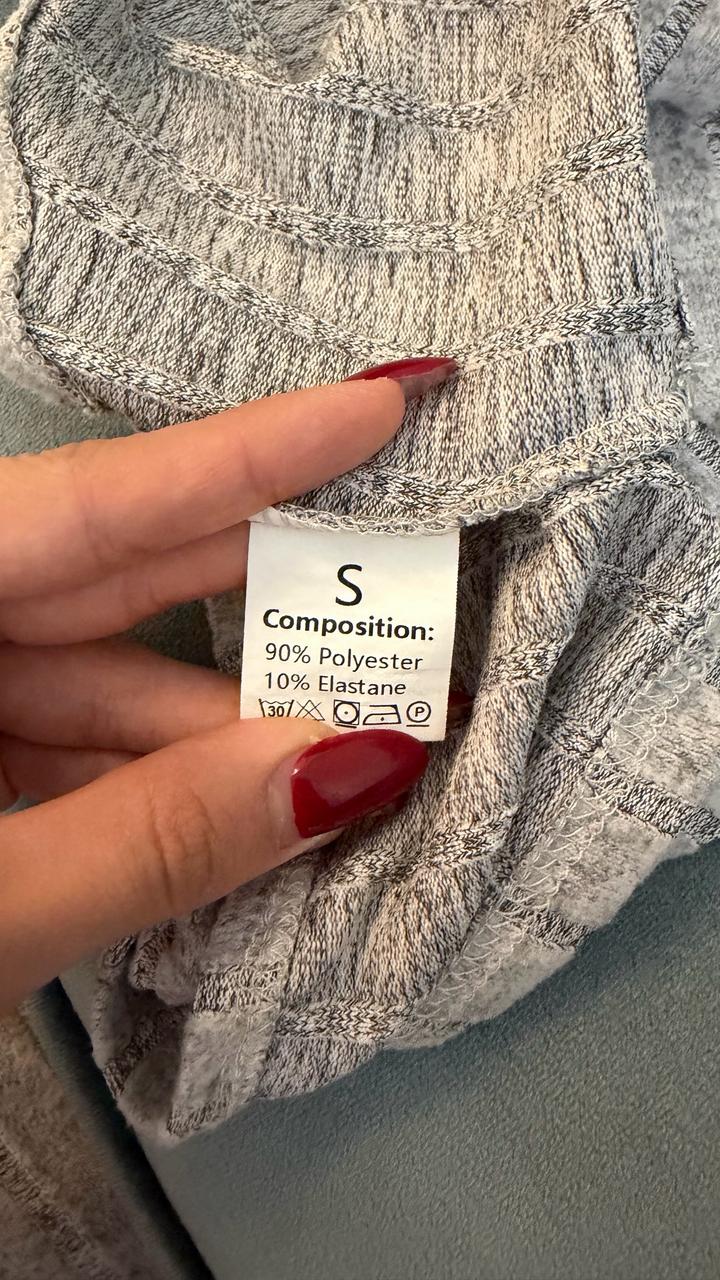 S
Composition:
90% Polyester
10% Elastane
30 P